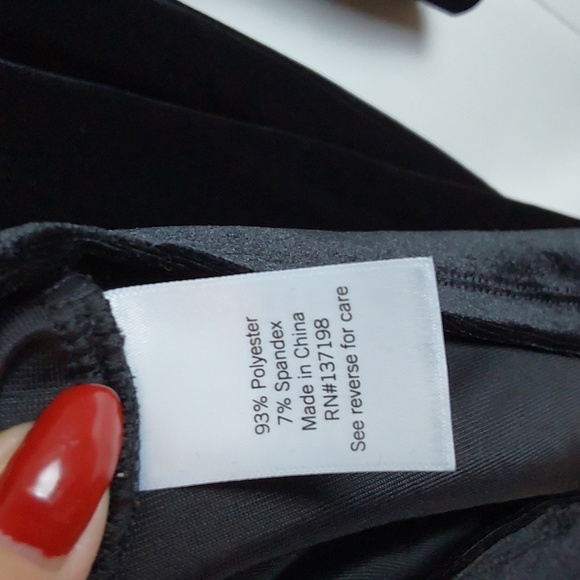 93% Polyester
7% Spandex
Made in China
RN#137198
See reverse for care